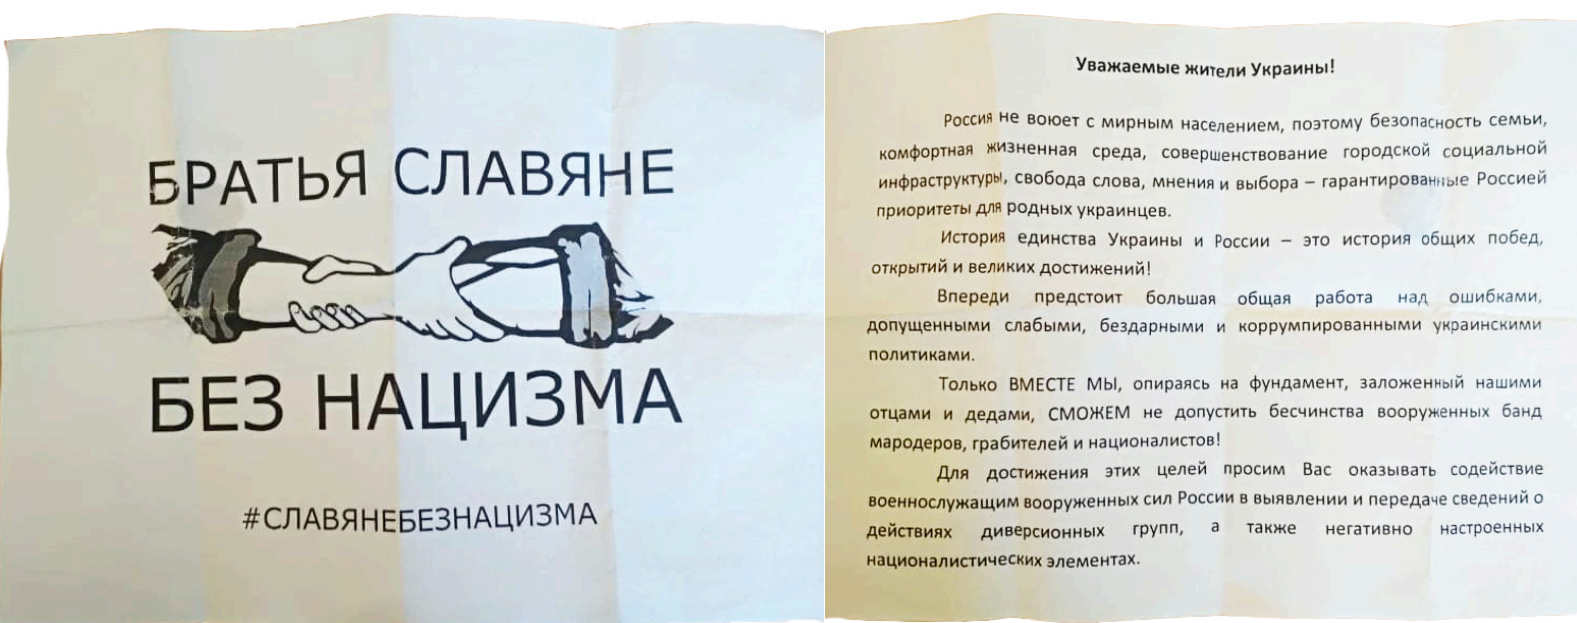 БРАТЬЯ СЛАВЯНЕ
БЕЗ НАЦИЗМА
#СЛАВЯНЕБЕЗНАЦИЗМА
Уважаемые жители Украины!
Россия не воюет с мирным населением, поэтому безопасность семьи,
комфортная жизненная среда, совершенствование городской социальной
инфраструктуры, свобода слова, мнения и выбора – гарантированные Россией
приоритеты для родных украинцев.
История единства Украины и России – это история общих побед,
открытий и великих достижений!
Впереди предстоит большая общая работа над ошибками,
допущенными слабыми, бездарными и коррумпированными украинскими
политиками.
Только ВМЕСТЕ МЫ, опираясь на фундамент, заложенный нашими
отцами и дедами, СМОЖЕМ не допустить бесчинства вооруженных банд
мародеров, грабителей и националистов!
Для достижения этих целей просим Вас оказывать содействие
военнослужащим вооруженных сил России в выявлении и передаче сведений о
действиях диверсионных групп, а также негативно настроенных
националистических элементах.